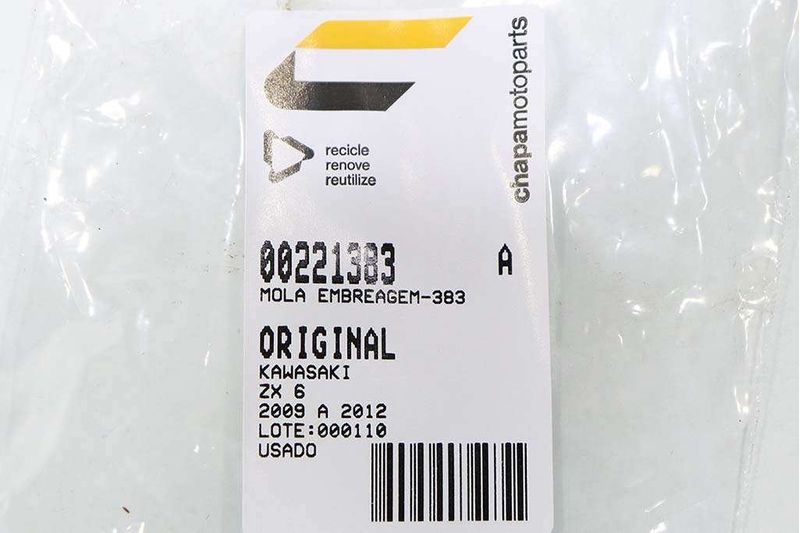 chapamotoparts
recicle
renove
reutilize
00221383 A
MOLA EMBREAGEM-383
ORIGINAL
KAWASAKI
ZX 6
2009 A 2012
LOTE:000110
USADO